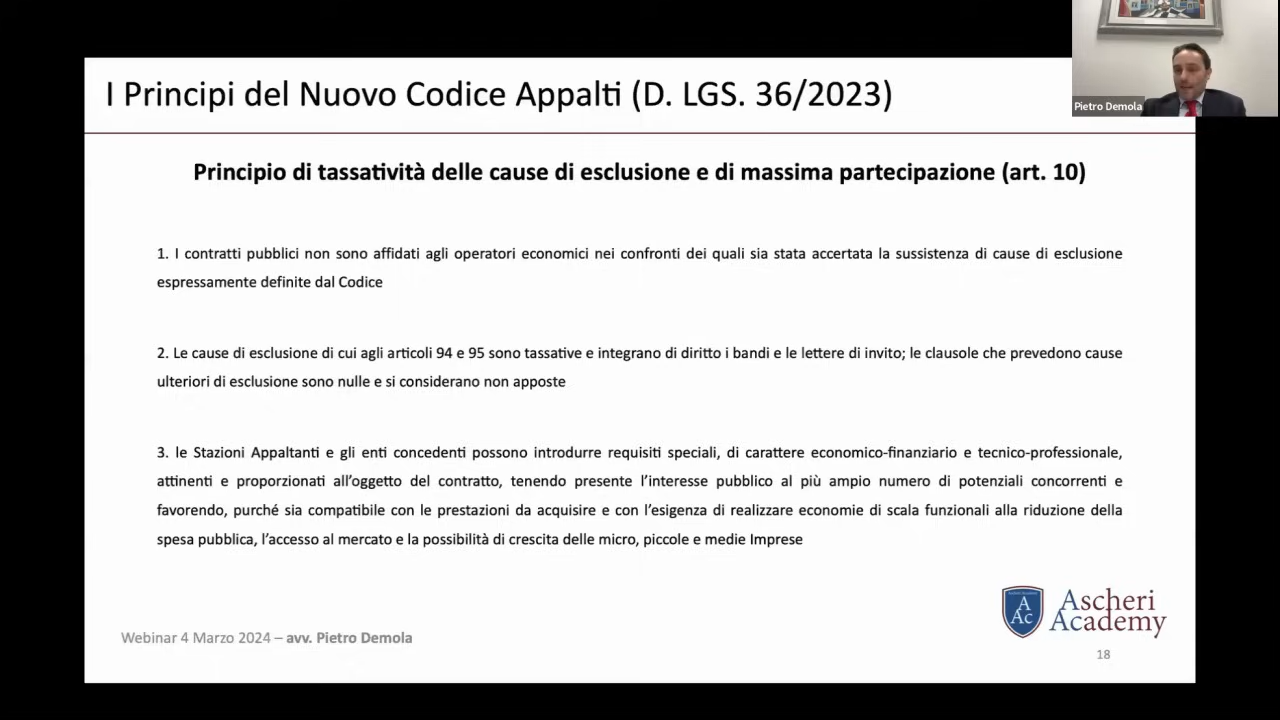 I Principi del Nuovo Codice Appalti (D. LGS. 36/2023)
Pietro Demola
Principio di tassatività delle cause di esclusione e di massima partecipazione (art. 10)
1. I contratti pubblici non sono affidati agli operatori economici nei confronti dei quali sia stata accertata la sussistenza di cause di esclusione
espressamente definite dal Codice
2. Le cause di esclusione di cui agli articoli 94 e 95 sono tassative e integrano di diritto i bandi e le lettere di invito; le clausole che prevedono cause
ulteriori di esclusione sono nulle e si considerano non apposte
3. le Stazioni Appaltanti e gli enti concedenti possono introdurre requisiti speciali, di carattere economico-finanziario e tecnico-professionale,
attinenti e proporzionati all’oggetto del contratto, tenendo presente l’interesse pubblico al più ampio numero di potenziali concorrenti e
favorendo, purché sia compatibile con le prestazioni da acquisire e con l’esigenza di realizzare economie di scala funzionali alla riduzione della
spesa pubblica, l’accesso al mercato e la possibilità di crescita delle micro, piccole e medie Imprese
A
Ac
Ascheri
Academy
Webinar 4 Marzo 2024 – avv. Pietro Demola
18